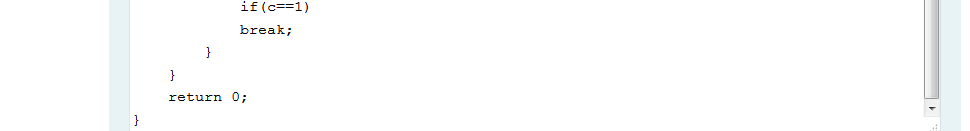 if(c==1)
break;
}
}
return 0;
}